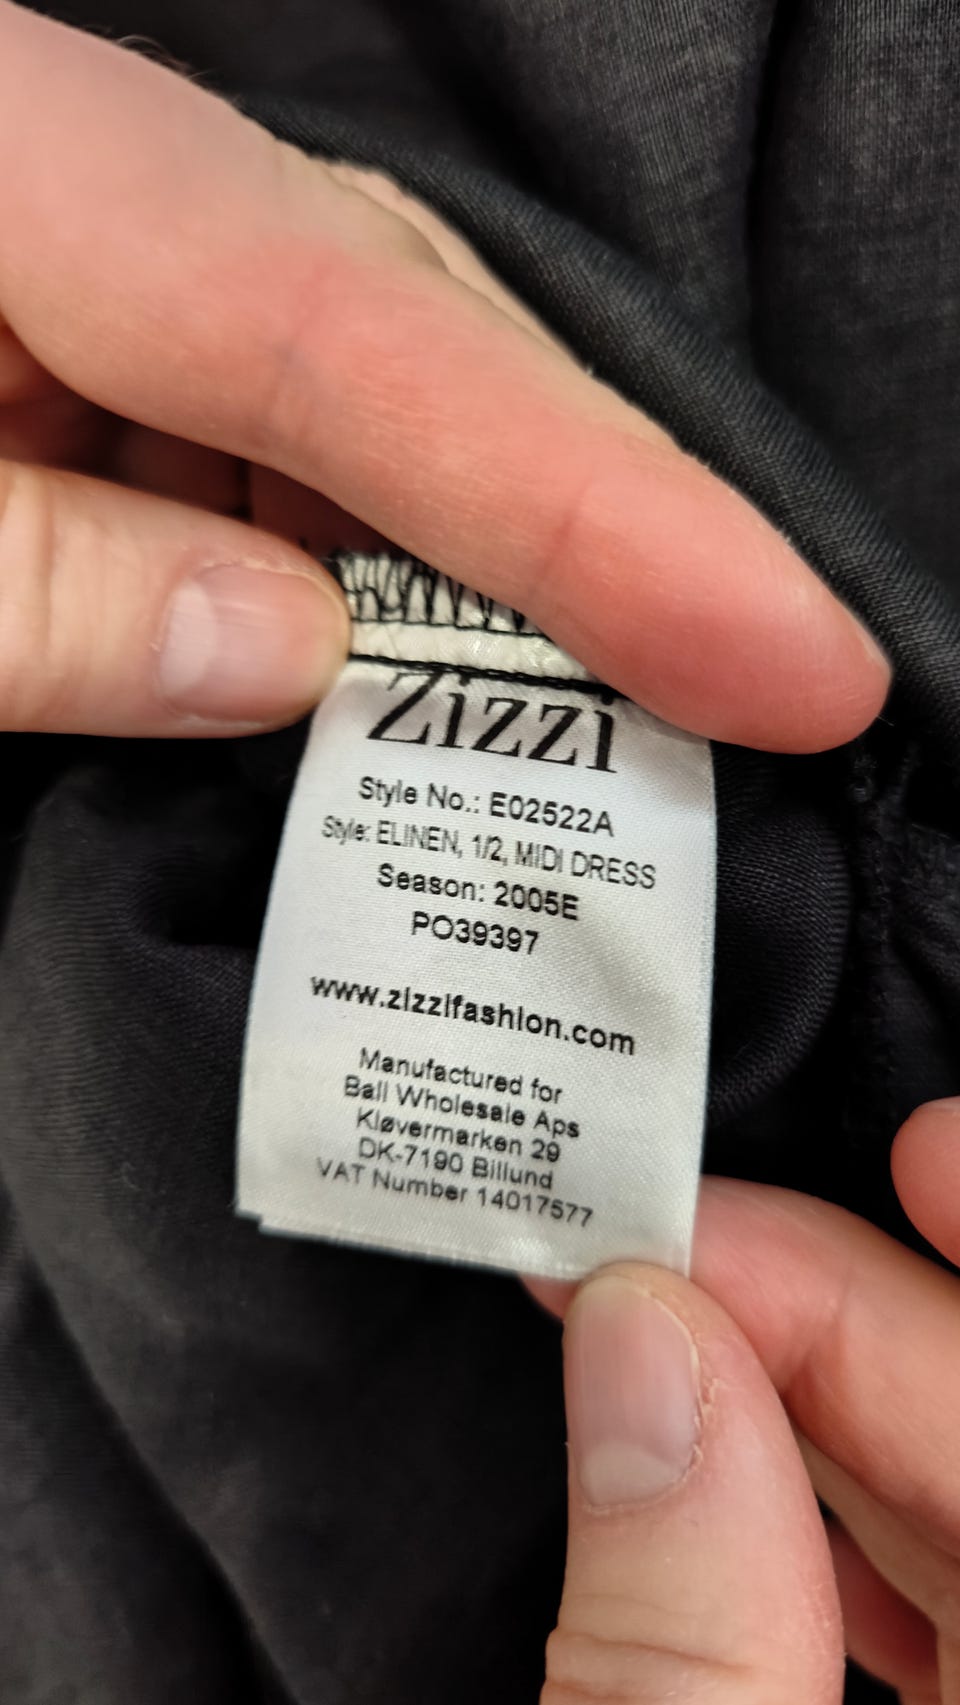 Zizzi
Style No.: E02522A
Style: ELINEN, 1/2, MIDI DRESS
Season: 2005E
PO39397
www.zizzifashion.com
Manufactured for
Ball Wholesale Aps
Kløvermarken 29
DK-7190 Billund
VAT Number 14017577